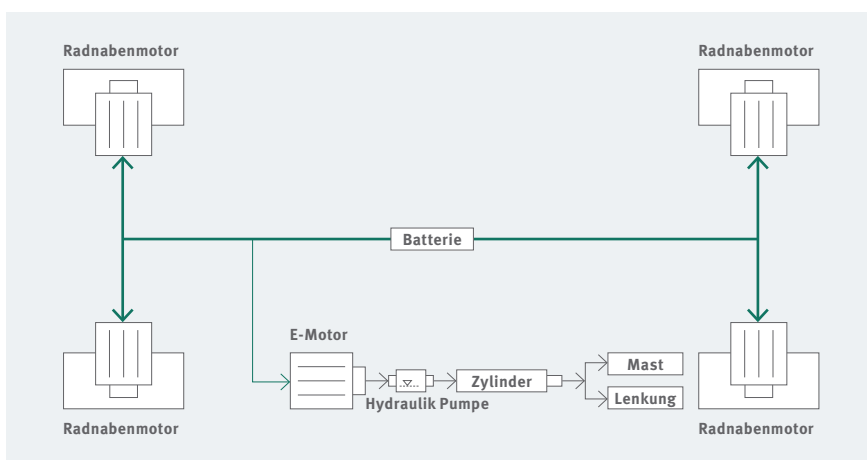 Radnabenmotor
Radnabenmotor
Batterie
E-Motor
Mast
Zylinder
Hydraulik Pumpe
Lenkung
Radnabenmotor
Radnabenmotor